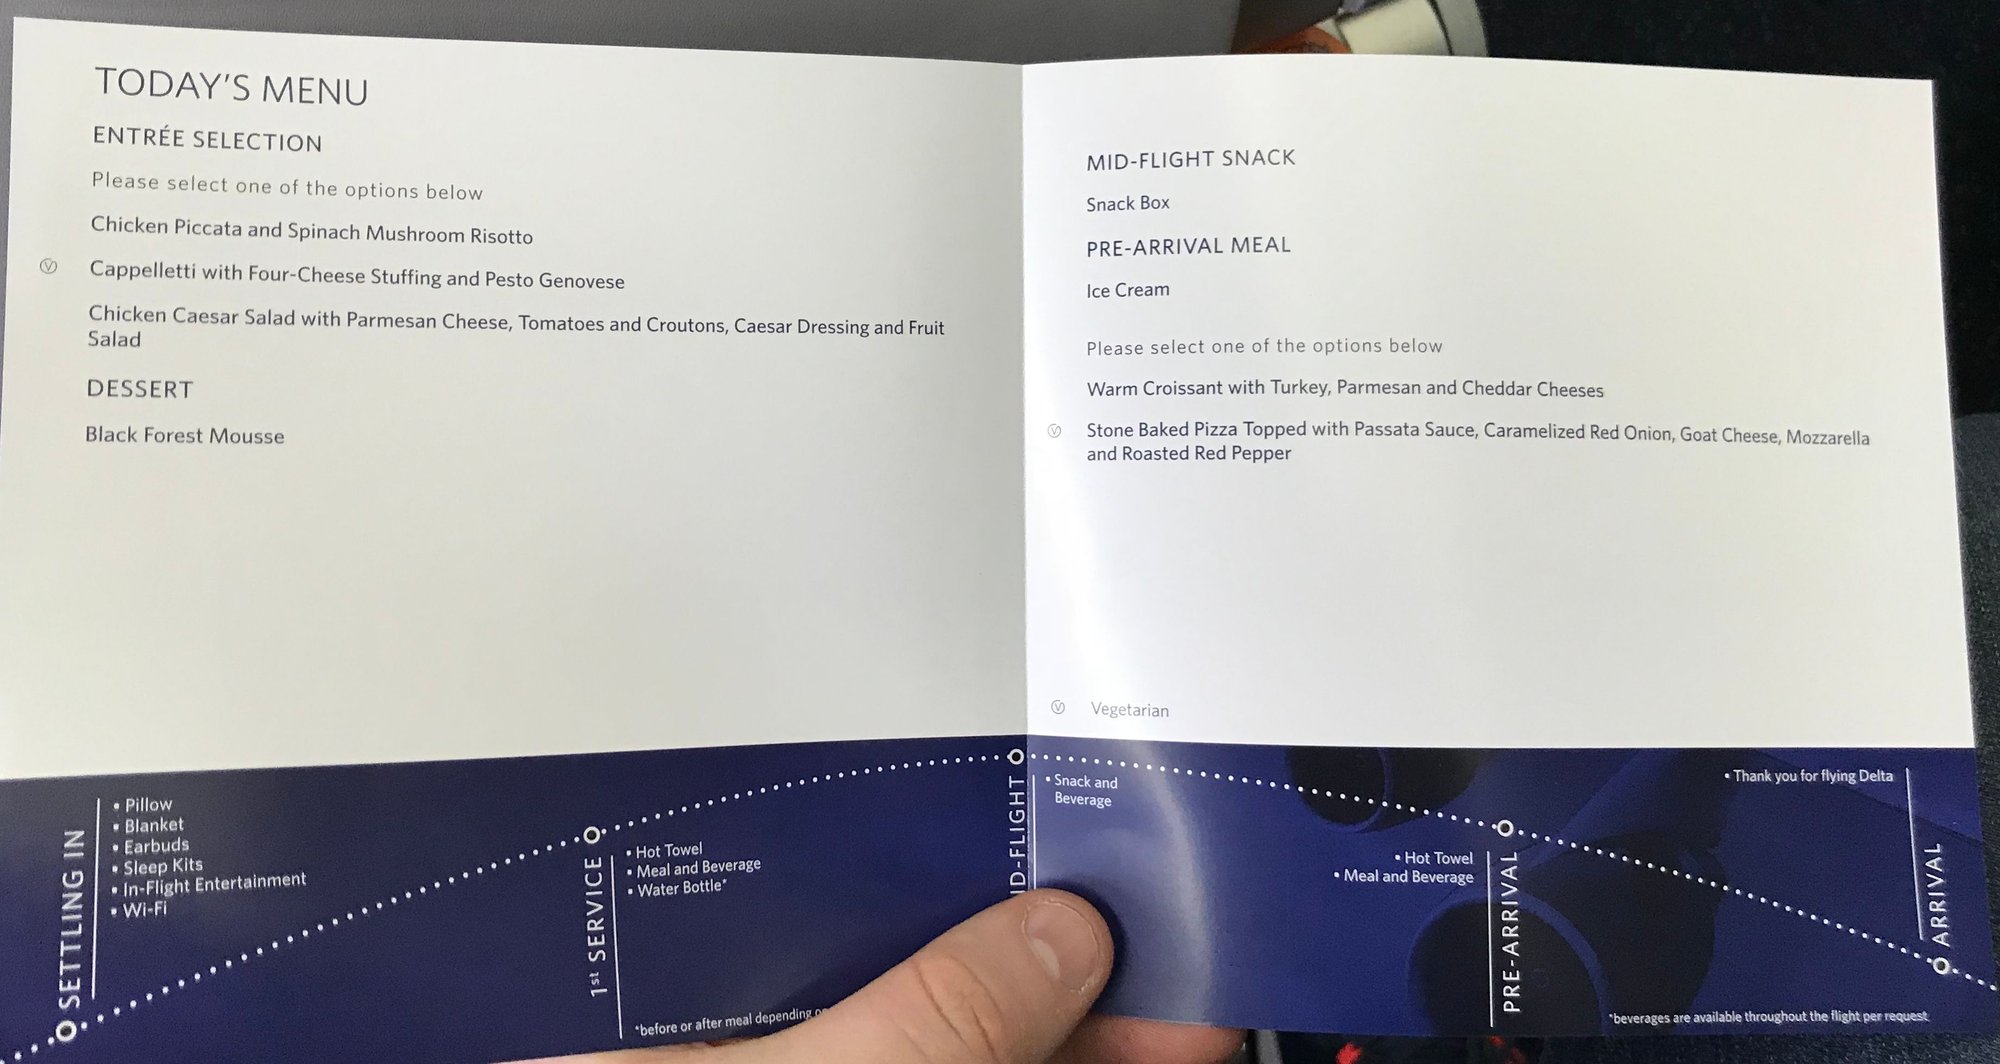 TODAY'S MENU
ENTRÉE SELECTION
Please select one of the options below
Chicken Piccata and Spinach Mushroom Risotto
Ⓥ Cappelletti with Four-Cheese Stuffing and Pesto Genovese
Chicken Caesar Salad with Parmesan Cheese, Tomatoes and Croutons, Caesar Dressing and Fruit
Salad
DESSERT
Black Forest Mousse
MID-FLIGHT SNACK
Snack Box
PRE-ARRIVAL MEAL
Ice Cream
Please select one of the options below
Warm Croissant with Turkey, Parmesan and Cheddar Cheeses
Ⓥ Stone Baked Pizza Topped with Passata Sauce, Caramelized Red Onion, Goat Cheese, Mozzarella
and Roasted Red Pepper
Ⓥ Vegetarian
SETTLING IN
• Pillow
• Blanket
• Earbuds
• Sleep Kits
• In-Flight Entertainment
• Wi-Fi
1st SERVICE
• Hot Towel
• Meal and Beverage
• Water Bottle*
*before or after meal depending
ID-FLIGHT
• Snack and
Beverage
PRE-ARRIVAL
• Hot Towel
• Meal and Beverage
ARRIVAL
• Thank you for flying Delta
*beverages are available throughout the flight per request